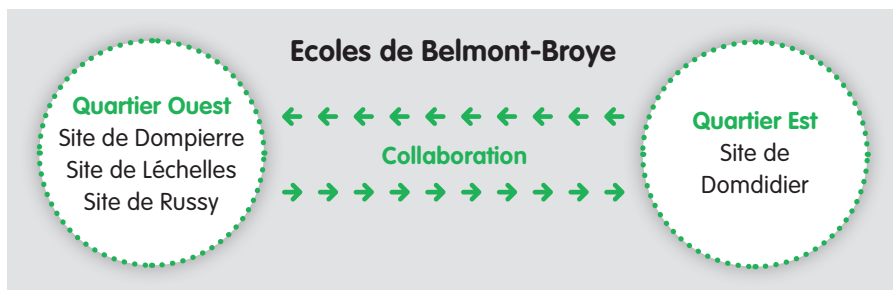 Ecoles de Belmont-Broye
Quartier Ouest
Site de Dompierre
Site de Léchelles
Site de Russy
Collaboration
Quartier Est
Site de
Domdidier